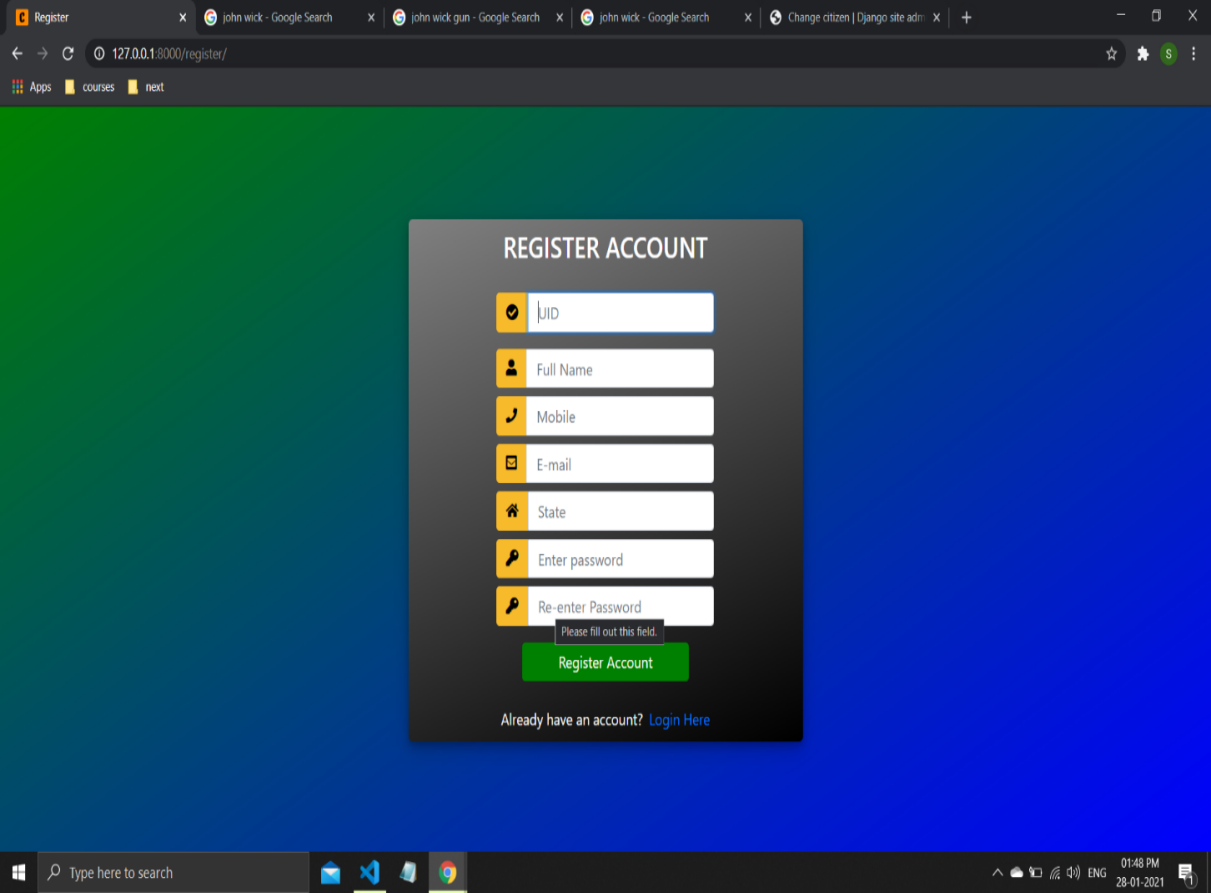 Register
john wick - Google Search
john wick gun - Google Search
john wick - Google Search
Change citizen | Django site adm
127.0.0.1:8000/register/
S
Apps
courses
next
REGISTER ACCOUNT
UID
Full Name
Mobile
E-mail
State
Enter password
Re-enter Password
Please fill out this field.
Register Account
Already have an account? Login Here
Type here to search
ENG
01:48 PM
28-01-2021
1